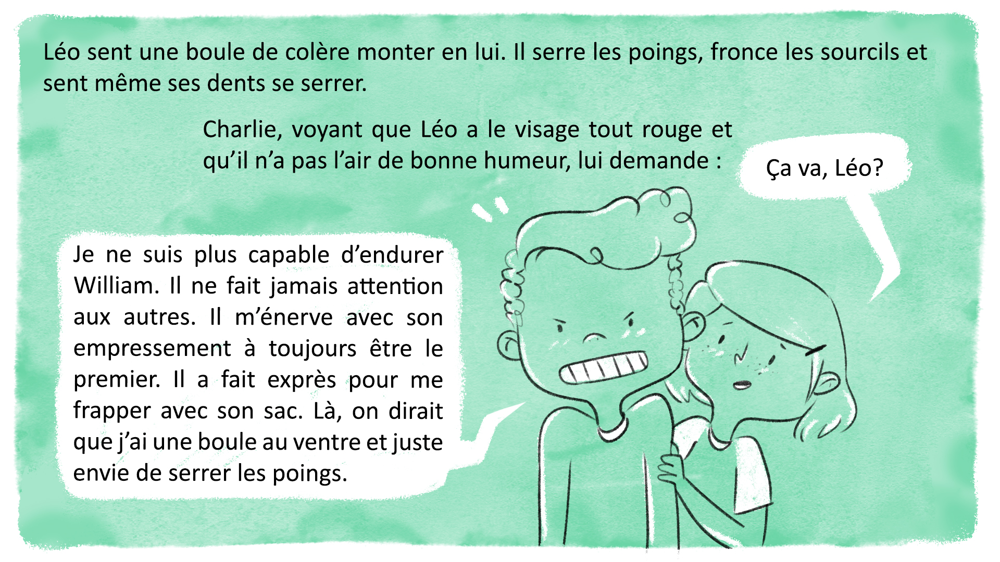 Léo sent une boule de colère monter en lui. Il serre les poings, fronce les sourcils et
sent même ses dents se serrer.
Charlie, voyant que Léo a le visage tout rouge et
qu’il n’a pas l’air de bonne humeur, lui demande :
Ça va, Léo?
Je ne suis plus capable d’endurer
William. Il ne fait jamais attention
aux autres. Il m’énerve avec son
empressement à toujours être le
premier. Il a fait exprès pour me
frapper avec son sac. Là, on dirait
que j’ai une boule au ventre et juste
envie de serrer les poings.